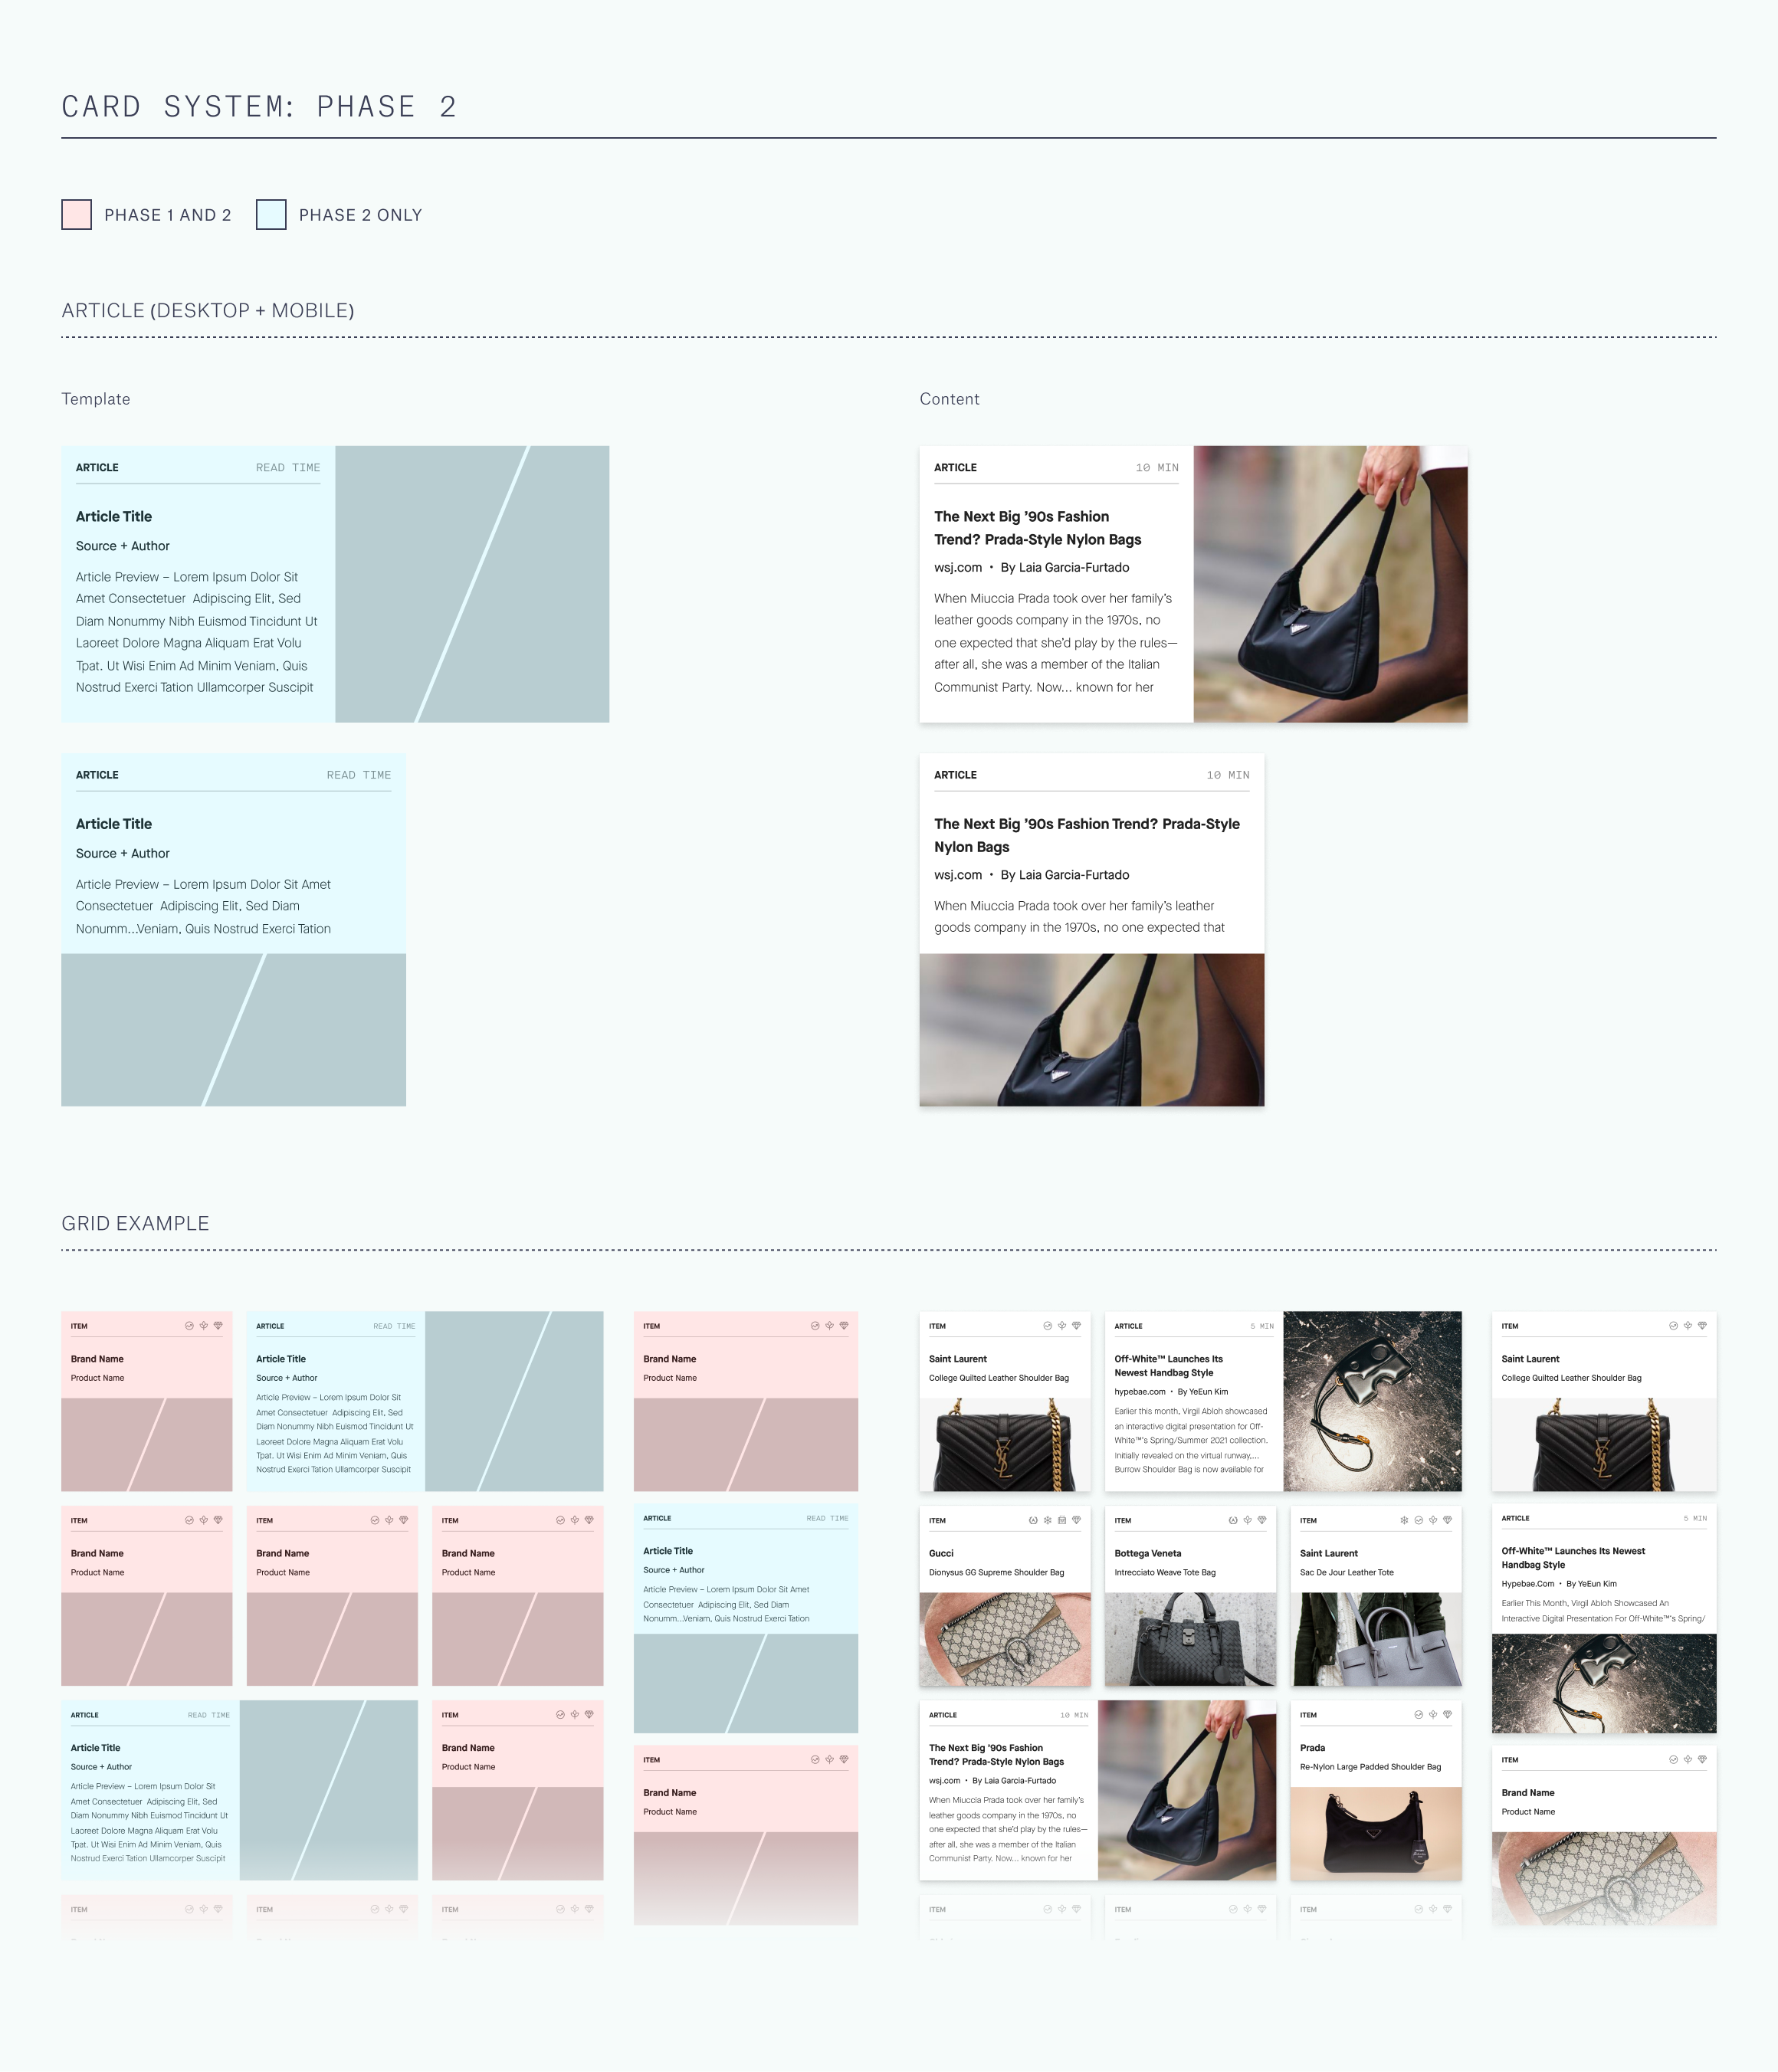 CARD SYSTEM: PHASE 2
PHASE 1 AND 2
PHASE 2 ONLY
ARTICLE (DESKTOP + MOBILE)
Template
ARTICLE
READ TIME
Article Title
Source + Author
Article Preview – Lorem Ipsum Dolor Sit
Amet Consectetuer  Adipiscing Elit, Sed
Diam Nonummy Nibh Euismod Tincidunt Ut
Laoreet Dolore Magna Aliquam Erat Volu
Tpat. Ut Wisi Enim Ad Minim Veniam, Quis
Nostrud Exerci Tation Ullamcorper Suscipit
ARTICLE
READ TIME
Article Title
Source + Author
Article Preview – Lorem Ipsum Dolor Sit Amet
Consectetuer  Adipiscing Elit, Sed Diam
Nonumm...Veniam, Quis Nostrud Exerci Tation
Content
ARTICLE
10 MIN
The Next Big ’90s Fashion
Trend? Prada-Style Nylon Bags
wsj.com • By Laia Garcia-Furtado
When Miuccia Prada took over her family’s
leather goods company in the 1970s, no
one expected that she’d play by the rules—
after all, she was a member of the Italian
Communist Party. Now... known for her
ARTICLE
10 MIN
The Next Big ’90s Fashion Trend? Prada-Style
Nylon Bags
wsj.com • By Laia Garcia-Furtado
When Miuccia Prada took over her family’s leather
goods company in the 1970s, no one expected that
GRID EXAMPLE
ITEM
Brand Name
Product Name
ARTICLE
READ TIME
Article Title
Source + Author
Article Preview – Lorem Ipsum Dolor Sit
Amet Consectetuer  Adipiscing Elit, Sed
Diam Nonummy Nibh Euismod Tincidunt Ut
Laoreet Dolore Magna Aliquam Erat Volu
Tpat. Ut Wisi Enim Ad Minim Veniam, Quis
Nostrud Exerci Tation Ullamcorper Suscipit
ITEM
Brand Name
Product Name
ITEM
Brand Name
Product Name
ITEM
Brand Name
Product Name
ARTICLE
READ TIME
Article Title
Source + Author
Article Preview – Lorem Ipsum Dolor Sit
Amet Consectetuer  Adipiscing Elit, Sed
Diam Nonummy Nibh Euismod Tincidunt Ut
Laoreet Dolore Magna Aliquam Erat Volu
Tpat. Ut Wisi Enim Ad Minim Veniam, Quis
Nostrud Exerci Tation Ullamcorper Suscipit
ITEM
Brand Name
Product Name
ITEM
ITEM
ITEM
ITEM
Brand Name
Product Name
ARTICLE
READ TIME
Article Title
Source + Author
Article Preview – Lorem Ipsum Dolor Sit Amet
Consectetuer  Adipiscing Elit, Sed Diam
Nonumm...Veniam, Quis Nostrud Exerci Tation
ITEM
Brand Name
Product Name
ITEM
Saint Laurent
College Quilted Leather Shoulder Bag
ARTICLE
5 MIN
Off-White™ Launches Its
Newest Handbag Style
hypebae.com • By YeEun Kim
Earlier this month, Virgil Abloh showcased
an interactive digital presentation for Off-
White™’s Spring/Summer 2021 collection.
Initially revealed on the virtual runway,...
Burrow Shoulder Bag is now available for
ITEM
Gucci
Dionysus GG Supreme Shoulder Bag
ITEM
Bottega Veneta
Intrecciato Weave Tote Bag
ITEM
Saint Laurent
Sac De Jour Leather Tote
ARTICLE
10 MIN
The Next Big ’90s Fashion
Trend? Prada-Style Nylon Bags
wsj.com • By Laia Garcia-Furtado
When Miuccia Prada took over her family’s
leather goods company in the 1970s, no
one expected that she’d play by the rules—
after all, she was a member of the Italian
Communist Party. Now... known for her
ITEM
Prada
Re-Nylon Large Padded Shoulder Bag
ITEM
ITEM
ITEM
ITEM
Saint Laurent
College Quilted Leather Shoulder Bag
ARTICLE
5 MIN
Off-White™ Launches Its Newest
Handbag Style
Hypebae.Com • By YeEun Kim
Earlier This Month, Virgil Abloh Showcased An
Interactive Digital Presentation For Off-White™’s Spring/
ITEM
Brand Name
Product Name